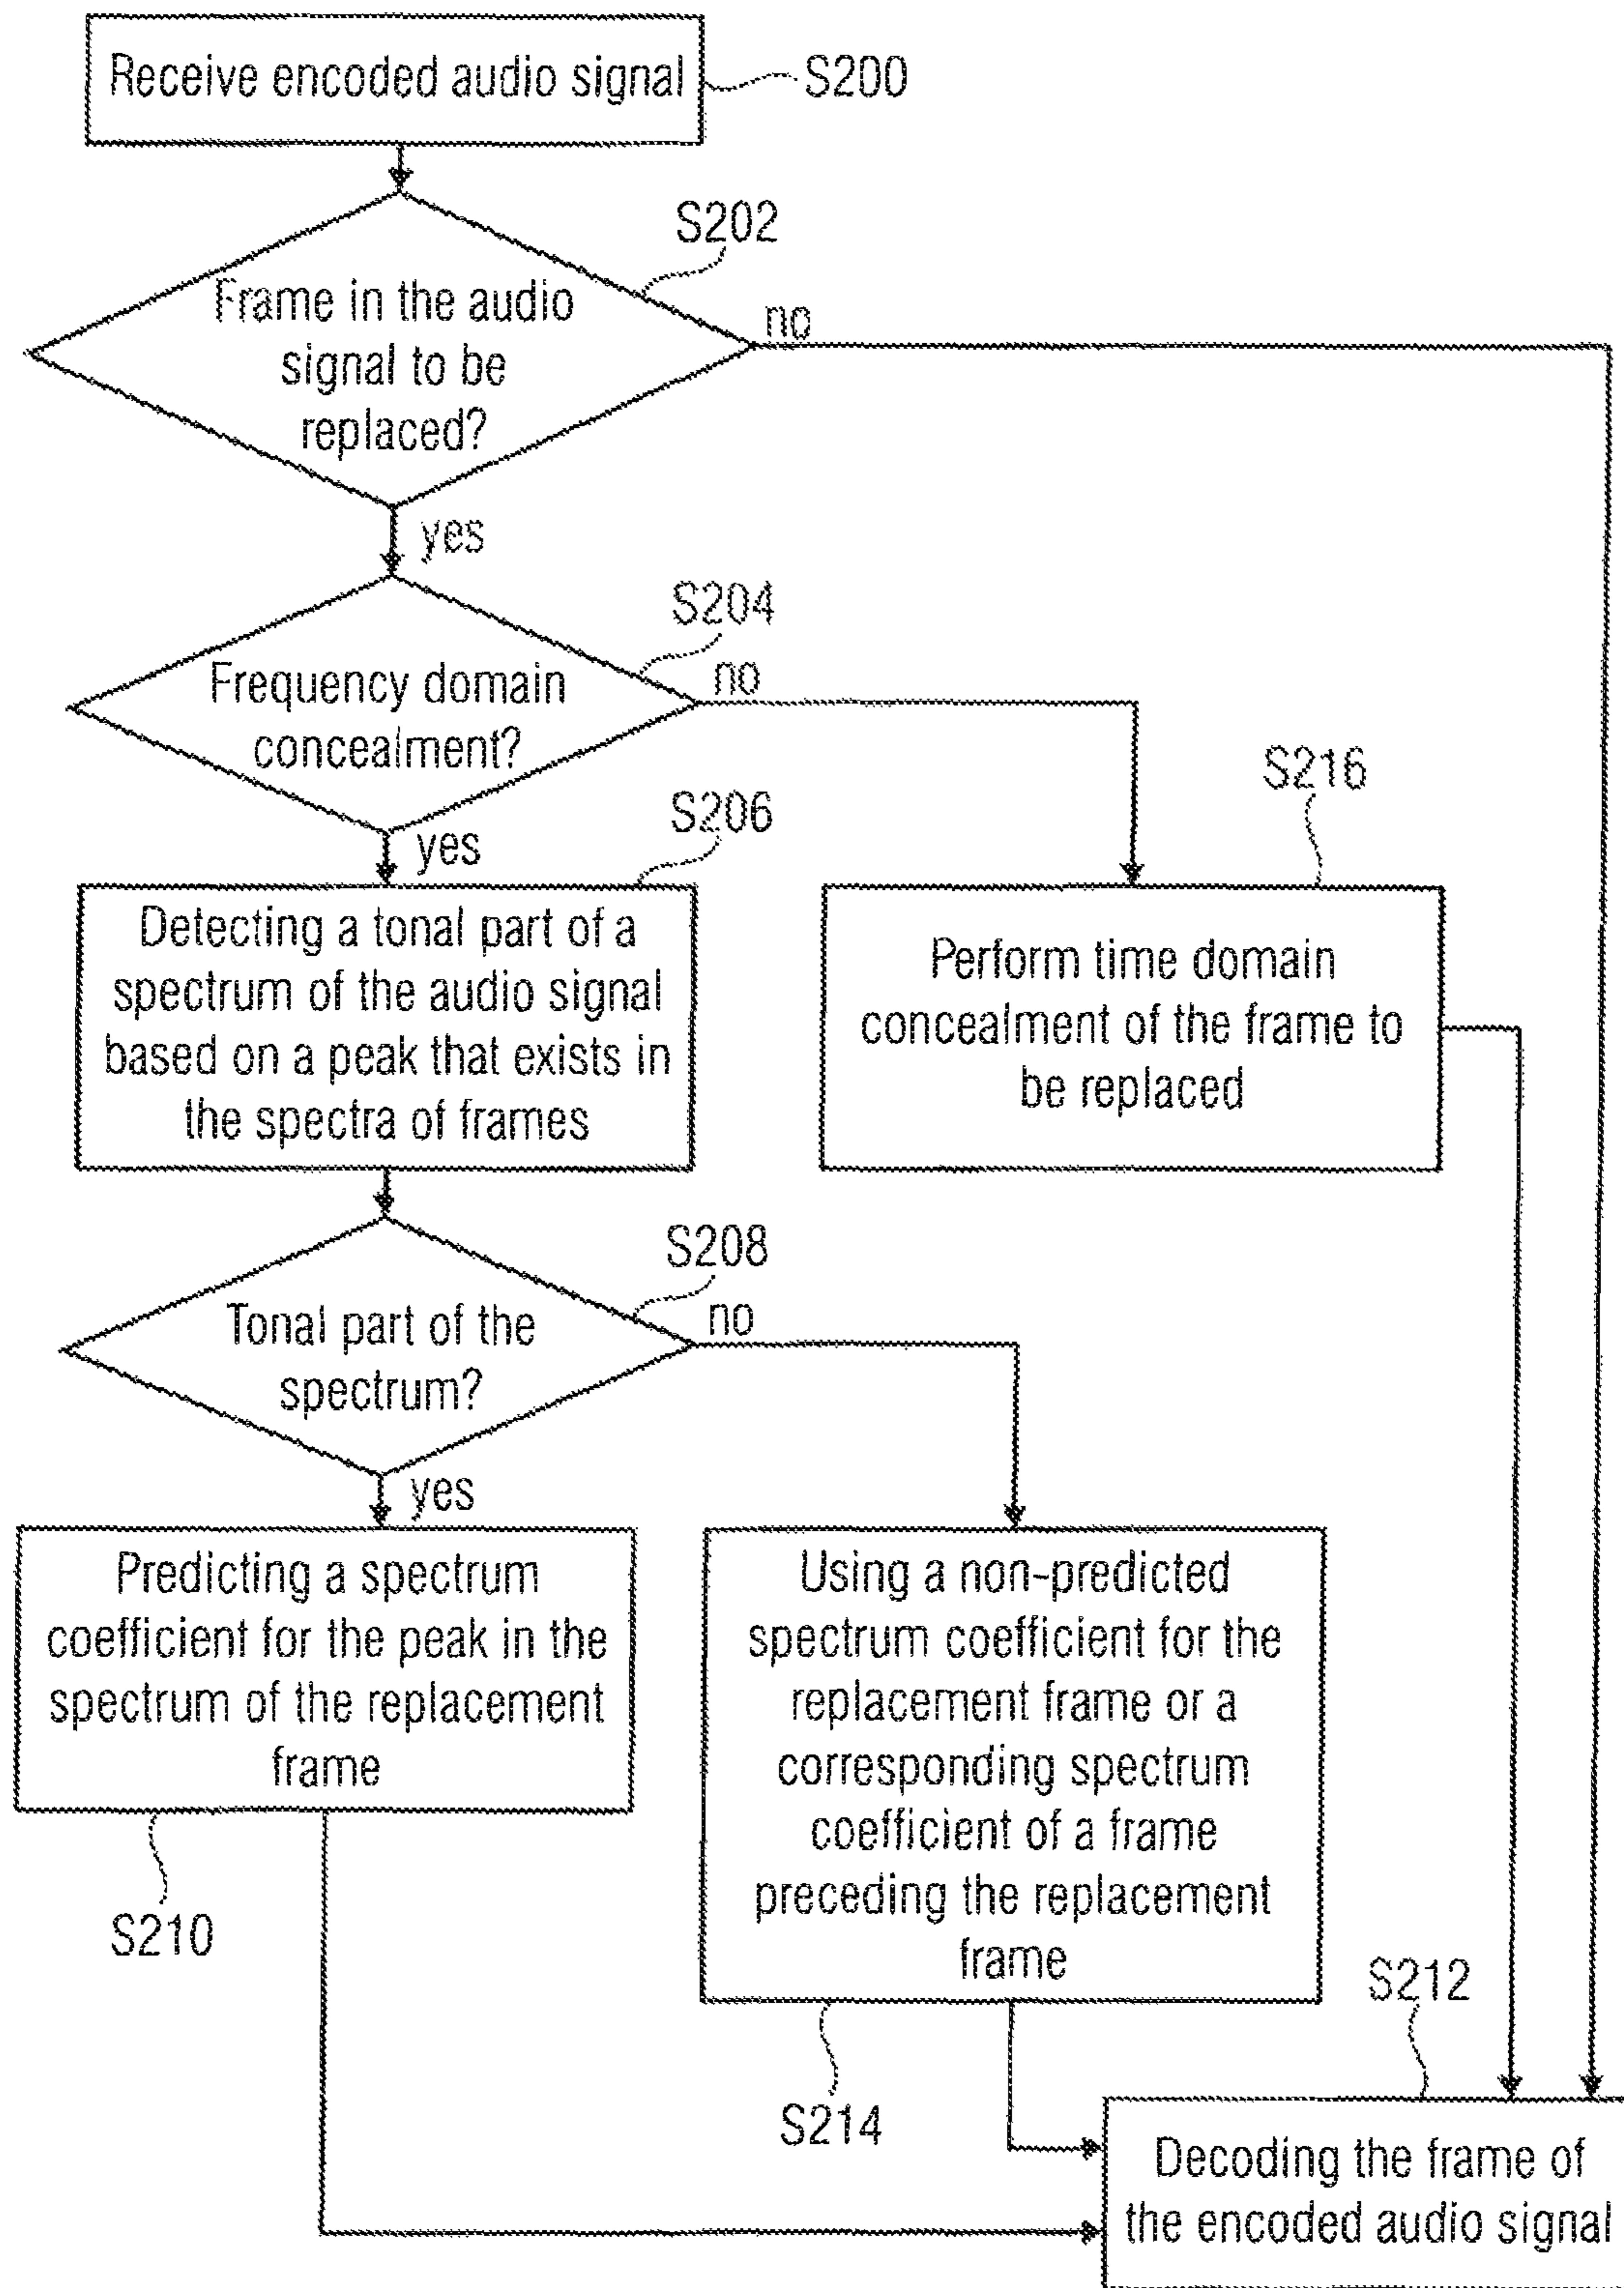 Receive encoded audio signal
S200
S202
Frame in the audio
signal to be
replaced?
no
yes
S204
Frequency domain
concealment?
no
yes
S206
Detecting a tonal part of a
spectrum of the audio signal
based on a peak that exists in
the spectra of frames
S216
Perform time domain
concealment of the frame to
be replaced
S208
Tonal part of the
spectrum?
no
yes
Predicting a spectrum
coefficient for the peak in the
spectrum of the replacement
frame
S210
Using a non-predicted
spectrum coefficient for the
replacement frame or a
corresponding spectrum
coefficient of a frame
preceding the replacement
frame
S214
S212
Decoding the frame of
the encoded audio signal